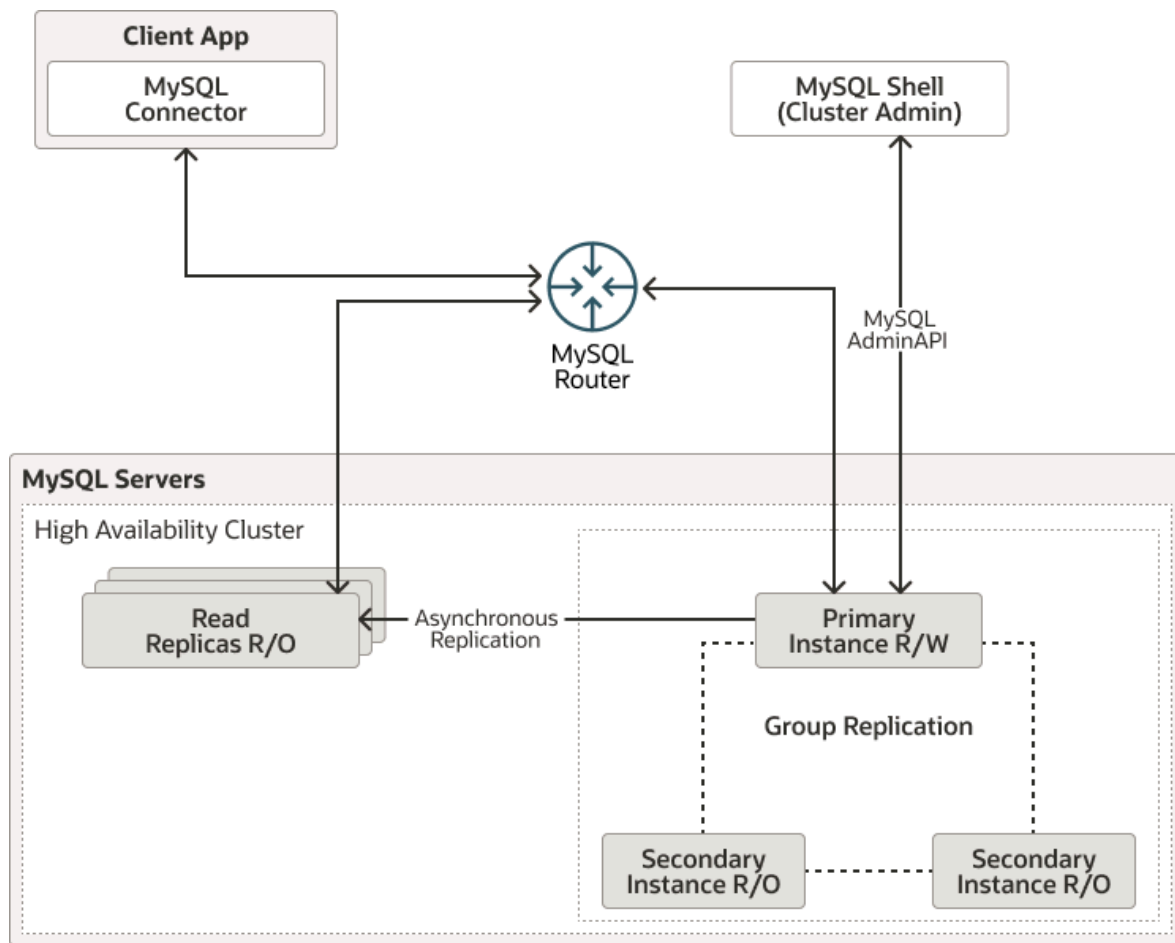 Client App
MySQL
Connector
MySQL Shell
(Cluster Admin)
MySQL
Router
MySQL
AdminAPI
MySQL Servers
High Availability Cluster
Read
Replicas R/O
Asynchronous
Replication
Primary
Instance R/W
Group Replication
Secondary
Instance R/O
Secondary
Instance R/O